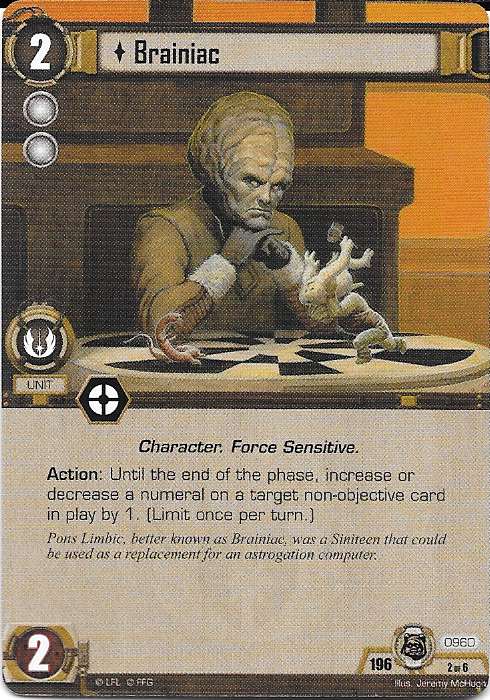 2
Brainiac
UNIT
Character. Force Sensitive.
Action: Until the end of the phase, increase or
decrease a numeral on a target non-objective card
in play by 1. (Limit once per turn.)
Pons Limbic, better known as Brainiac, was a Siniteen that could
be used as a replacement for an astrogation computer.
2
© LFL © FFG
196
0960
2 OF 6
Illus. Jeremy McHugh